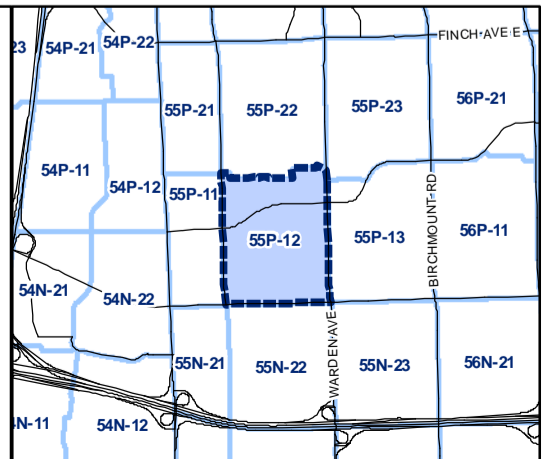 FINCH AVE E
23
54P-21
54P-22
55P-21
55P-22
55P-23
56P-21
54P-11
54P-12
55P-11
55P-12
55P-13
56P-11
BIRCHMOUNT RD
54N-21
54N-22
WARDEN AVE
55N-21
55N-22
55N-23
56N-21
4N-11
54N-12